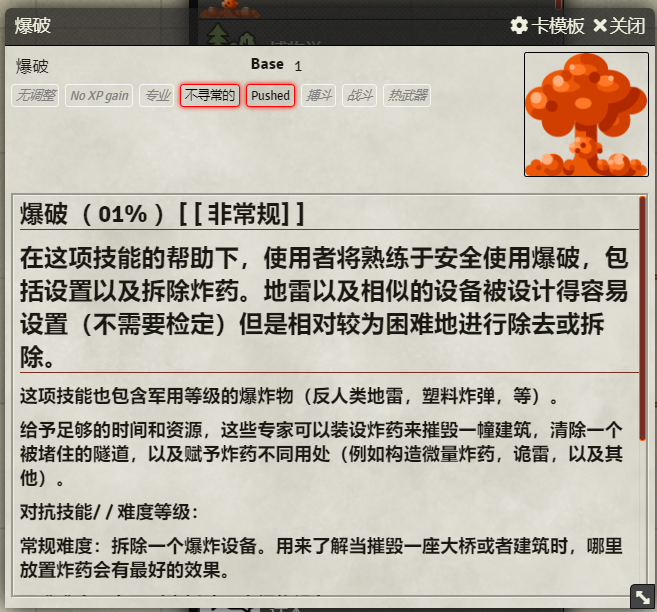 爆破
卡模板 关闭
爆破
Base 1
无调整 No XP gain 专业 不寻常的 Pushed 搏斗 战斗 热武器
爆破（01%）[ [ 非常规] ]
在这项技能的帮助下，使用者将熟练于安全使用爆破，包
括设置以及拆除炸药。地雷以及相似的设备被设计得容易
设置（不需要检定）但是相对较为困难地进行除去或拆
除。
这项技能也包含军用等级的爆炸物（反人类地雷，塑料炸弹，等）。
给予足够的时间和资源，这些专家可以装设炸药来摧毁一幢建筑，清除一个
被堵住的隧道，以及赋予炸药不同用处（例如构造微量炸药，诡雷，以及其
他）。
对抗技能/ / 难度等级：
常规难度：拆除一个爆炸设备。用来了解当摧毁一座大桥或者建筑时，哪里
放置炸药会有最好的效果。